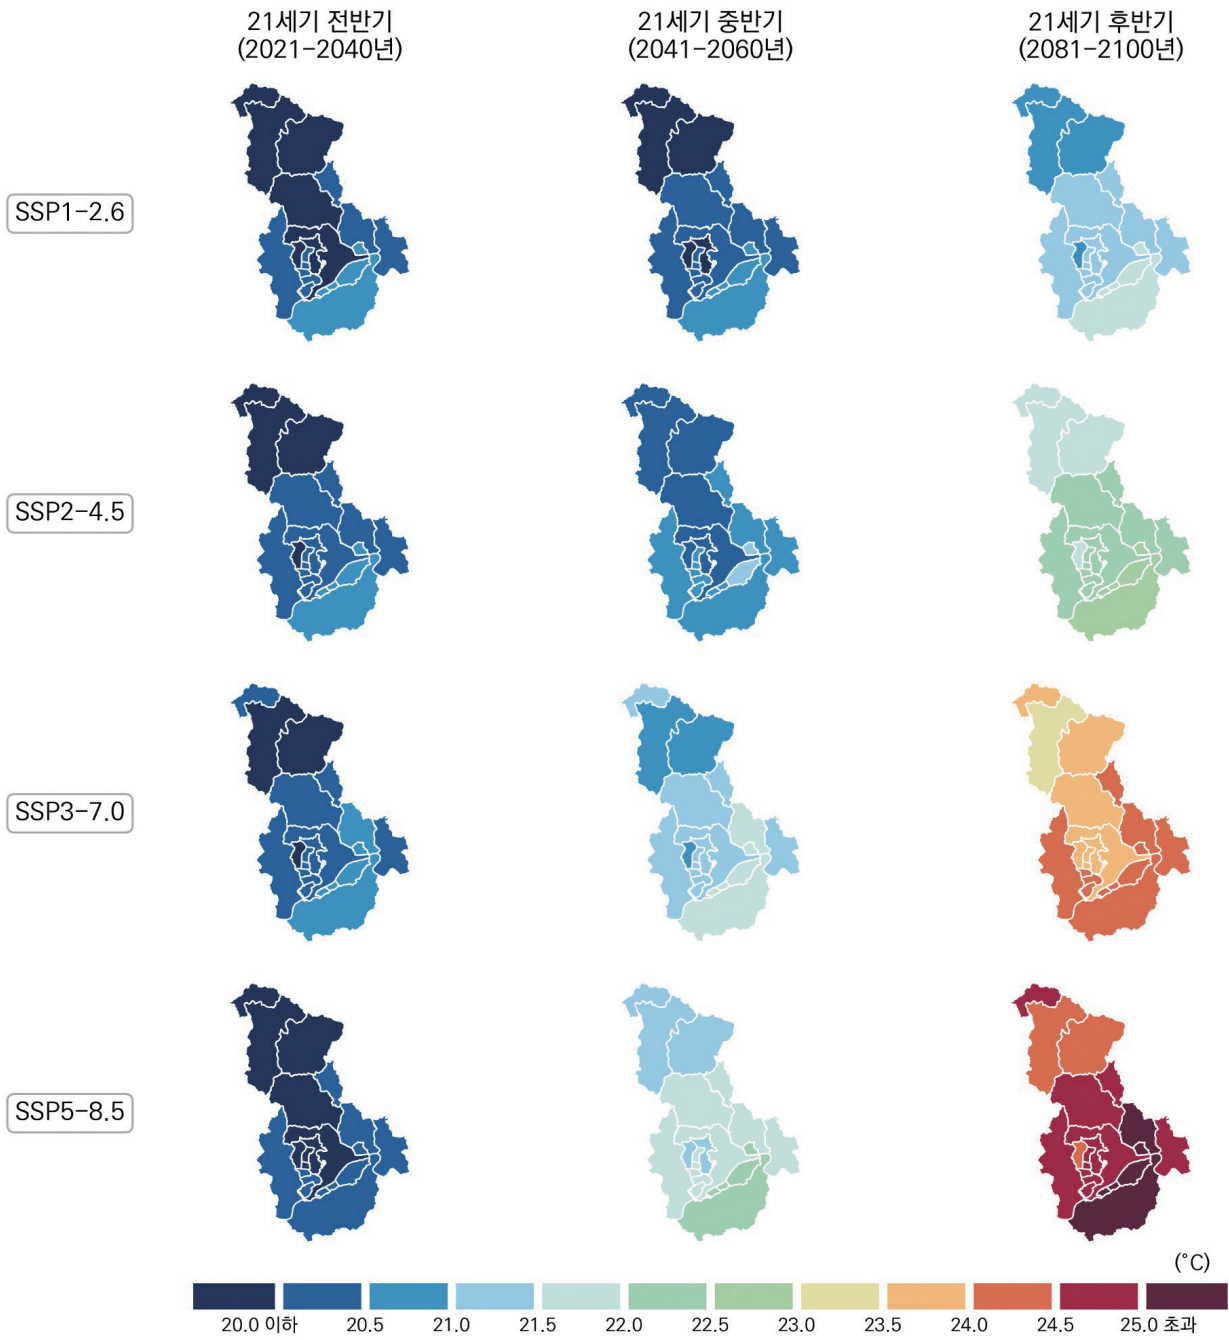 21세기 전반기
(2021-2040년)
21세기 중반기
(2041-2060년)
21세기 후반기
(2081-2100년)
SSP1-2.6
SSP2-4.5
SSP3-7.0
SSP5-8.5
(°C)
20.0 이하 20.5 21.0 21.5 22.0 22.5 23.0 23.5 24.0 24.5 25.0 초과